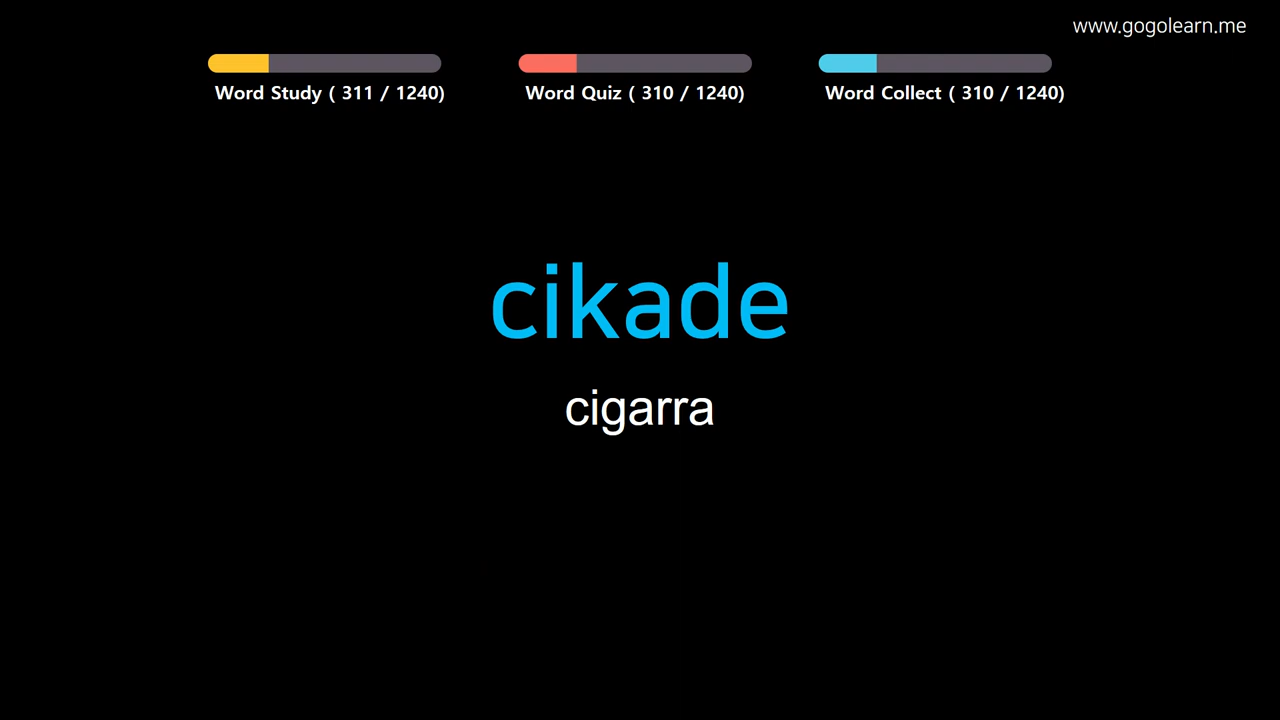 www.gogolearn.me
Word Study ( 311 / 1240)
Word Quiz ( 310 / 1240)
Word Collect ( 310 / 1240)
cikade
cigarra